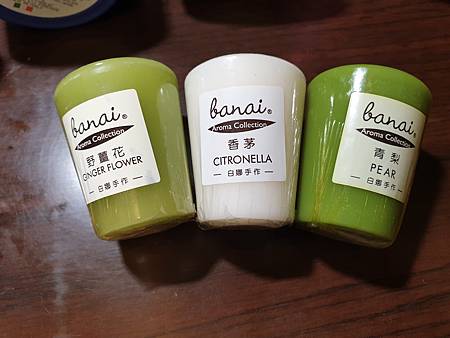 banai®
Aroma Collection
野薑花
GINGER FLOWER
白娜手作
banai®
Aroma Collection
香茅
CITRONELLA
白娜手作
banai®
Aroma Collection
青梨
PEAR
白娜手作